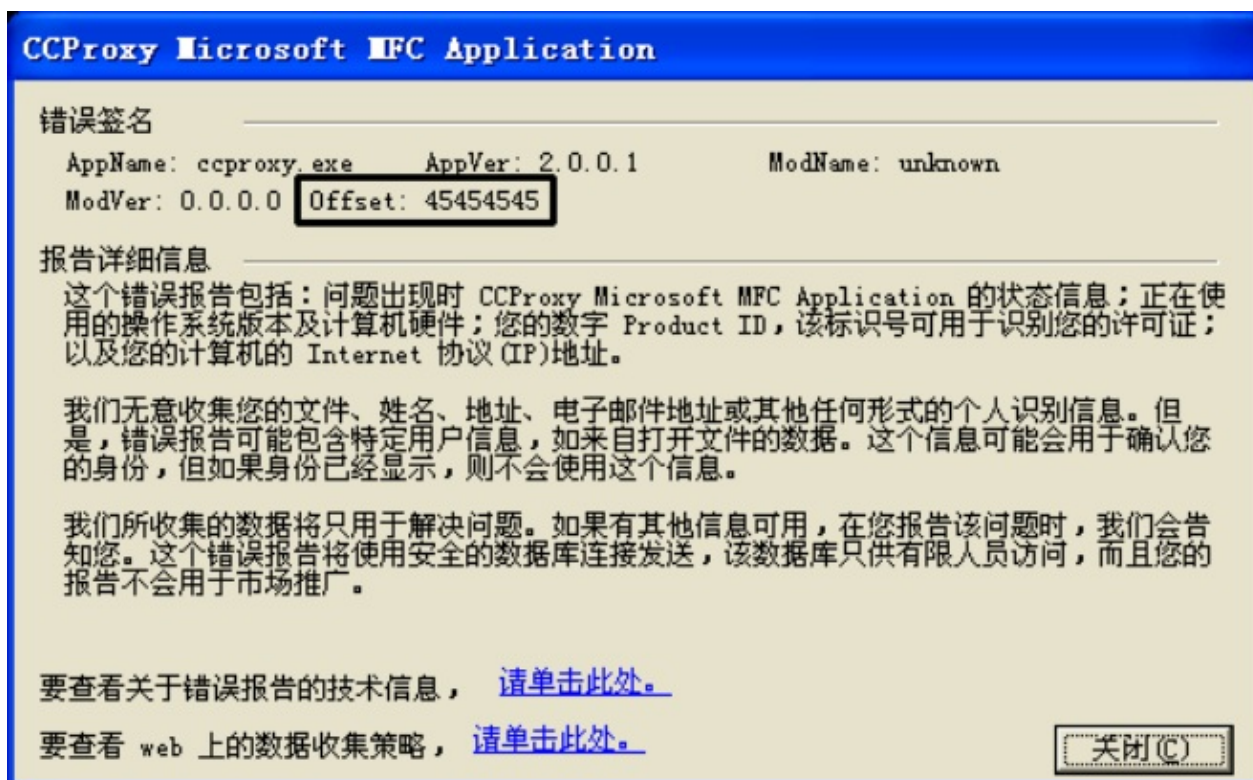 CCProxy Microsoft MFC Application
错误签名
AppName: ccproxy.exe AppVer: 2.0.0.1 ModName: unknown
ModVer: 0.0.0.0 Offset: 45454545
报告详细信息
这个错误报告包括：问题出现时 CCProxy Microsoft MFC Application 的状态信息；正在使
用的操作系统版本及计算机硬件；您的数字 Product ID，该标识号可用于识别您的许可证；
以及您的计算机的 Internet 协议(IP)地址。
我们无意收集您的文件、姓名、地址、电子邮件地址或其他任何形式的个人识别信息。但
是，错误报告可能包含特定用户信息，如来自打开文件的数据。这个信息可能会用于确认您
的身份，但如果身份已经显示，则不会使用这个信息。
我们所收集的数据将只用于解决问题。如果有其他信息可用，在您报告该问题时，我们会告
知您。这个错误报告将使用安全的数据库连接发送，该数据库只供有限人员访问，而且您的
报告不会用于市场推广。
要查看关于错误报告的技术信息， 请单击此处。
要查看 web 上的数据收集策略， 请单击此处。
关闭(C)